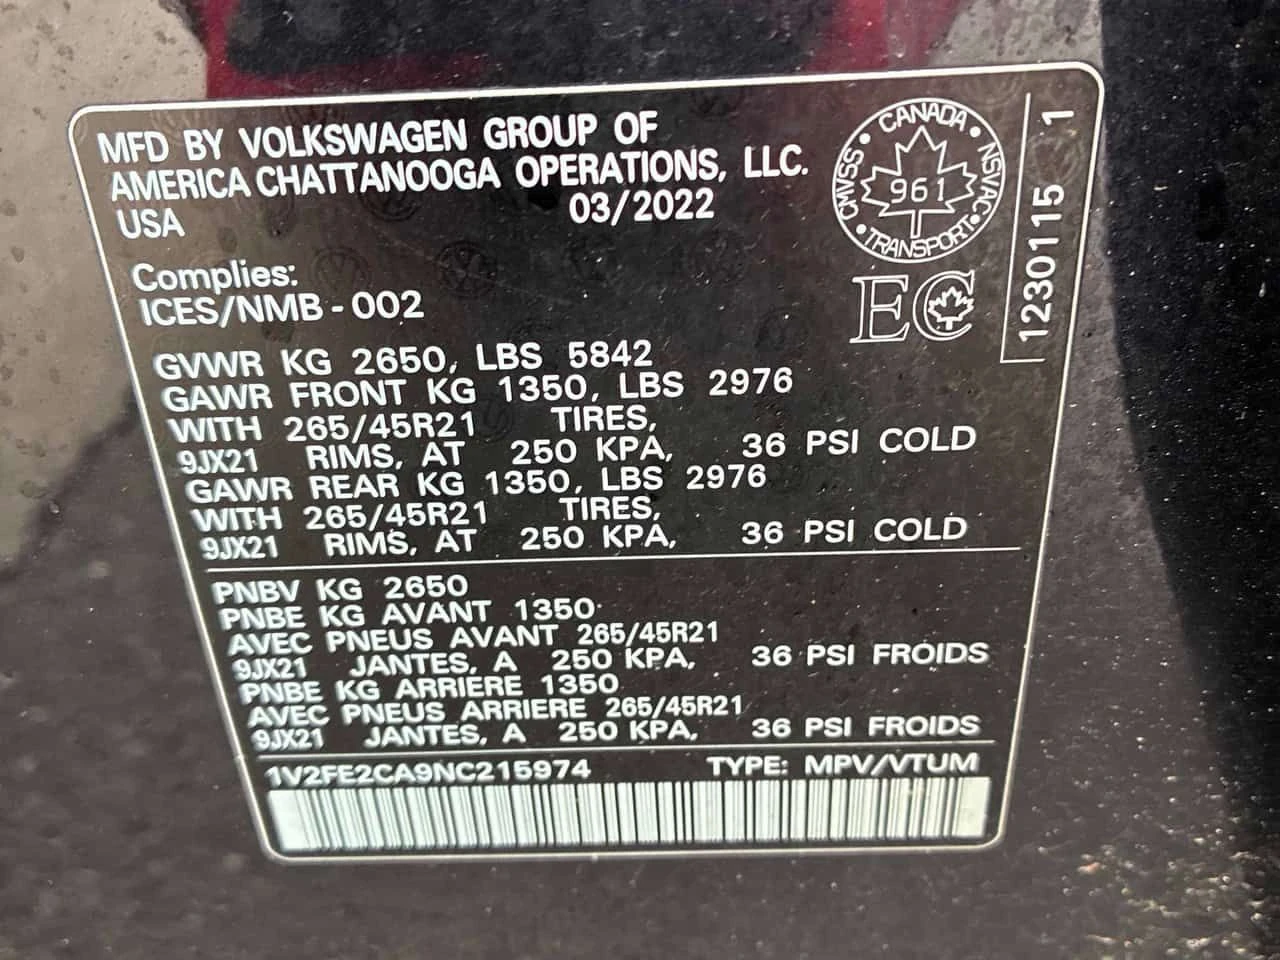 MFD BY VOLKSWAGEN GROUP OF
AMERICA CHATTANOOGA OPERATIONS, LLC.
USA 03/2022
Complies:
ICES/NMB-002
CANADA
CMVSS
NSVAC
961
TRANSPORT
EC
1230115 1
GVWR KG 2650, LBS 5842
GAWR FRONT KG 1350, LBS 2976
WITH 265/45R21 TIRES,
9JX21 RIMS, AT 250 KPA, 36 PSI COLD
GAWR REAR KG 1350, LBS 2976
WITH 265/45R21 TIRES,
9JX21 RIMS, AT 250 KPA, 36 PSI COLD
PNBV KG 2650
PNBE KG AVANT 1350
AVEC PNEUS AVANT 265/45R21
9JX21 JANTES, A 250 KPA, 36 PSI FROIDS
PNBE KG ARRIERE 1350
AVEC PNEUS ARRIERE 265/45R21
9JX21 JANTES, A 250 KPA, 36 PSI FROIDS
1V2FE2CA9NC215974 TYPE: MPV/VTUM